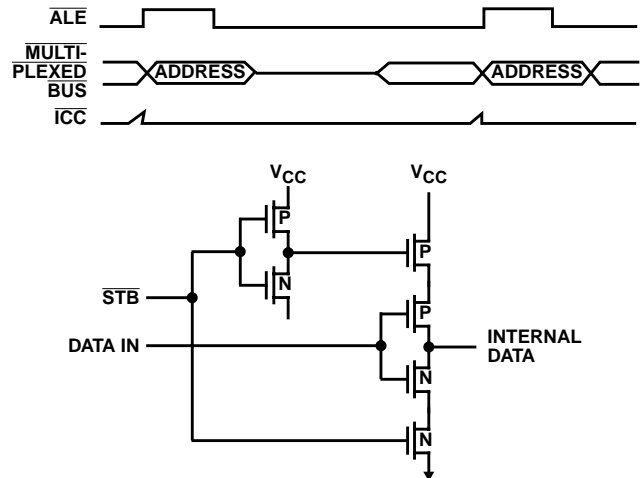 ALE
MULTI-
PLEXED
BUS
ADDRESS
ADDRESS
ICC
VCC
VCC
P
P
N
STB
P
DATA IN
INTERNAL
DATA
N
N